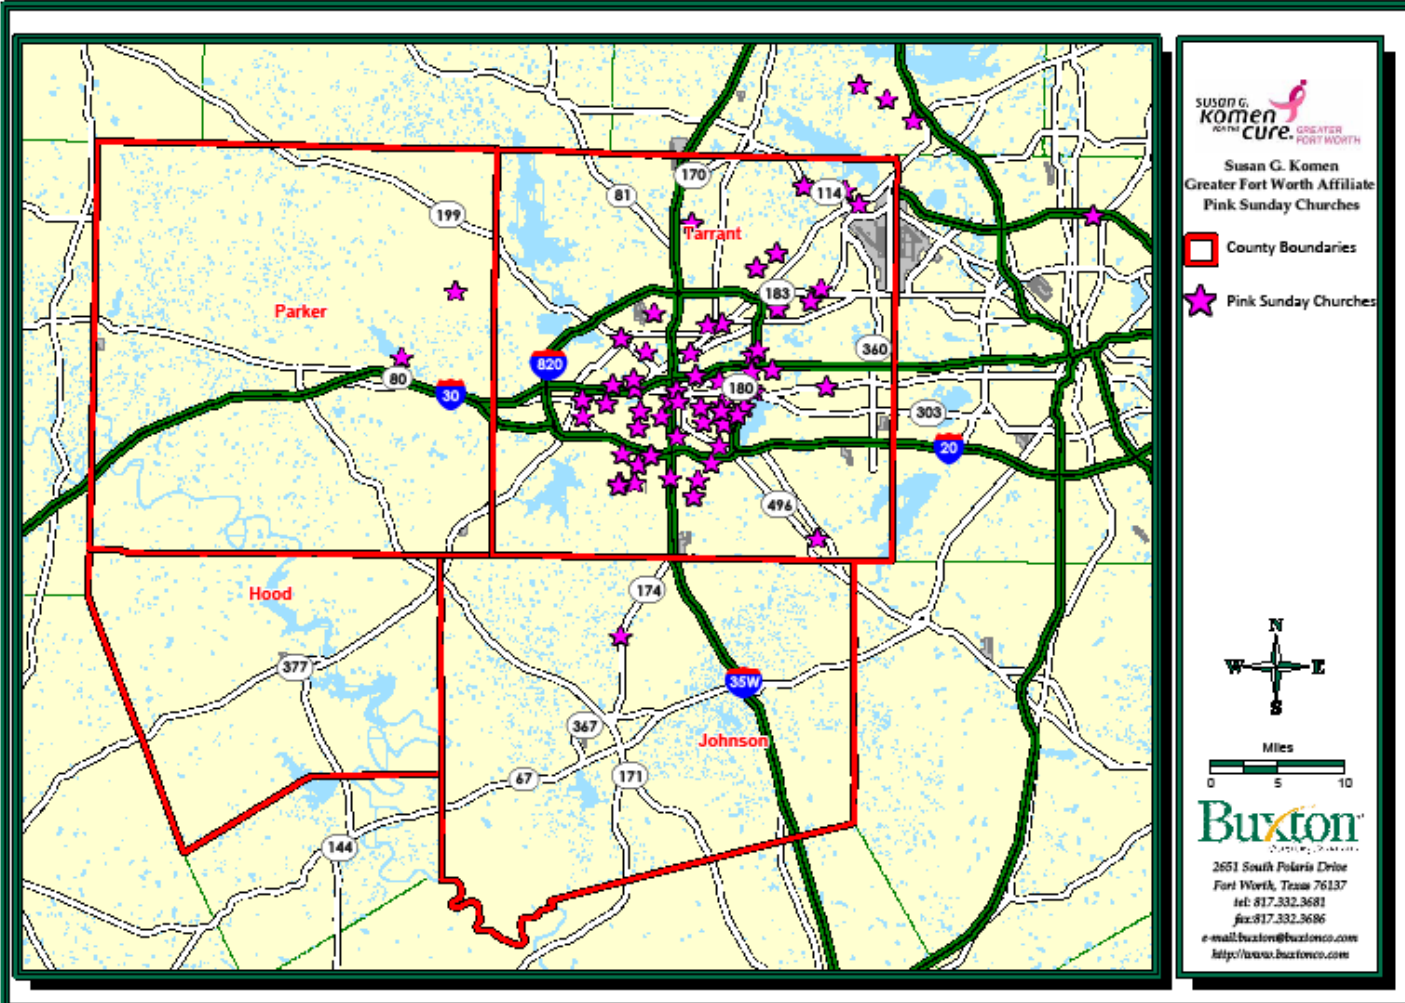 170
81
114
199
Tarrant
183
Parker
360
820
80
30
180
303
20
496
174
Hood
377
35W
367
Johnson
67
171
144
susan G.
komen
FOR THE cure.
GREATER
FORT WORTH
Susan G. Komen
Greater Fort Worth Affiliate
Pink Sunday Churches
County Boundaries
Pink Sunday Churches
N
W E
S
Miles
0 5 10
Buxton
2651 South Polaris Drive
Fort Worth, Texas 76137
tel: 817.332.3681
fax:817.332.3686
e-mail:buxton@buxtonco.com
http://www.buxtonco.com